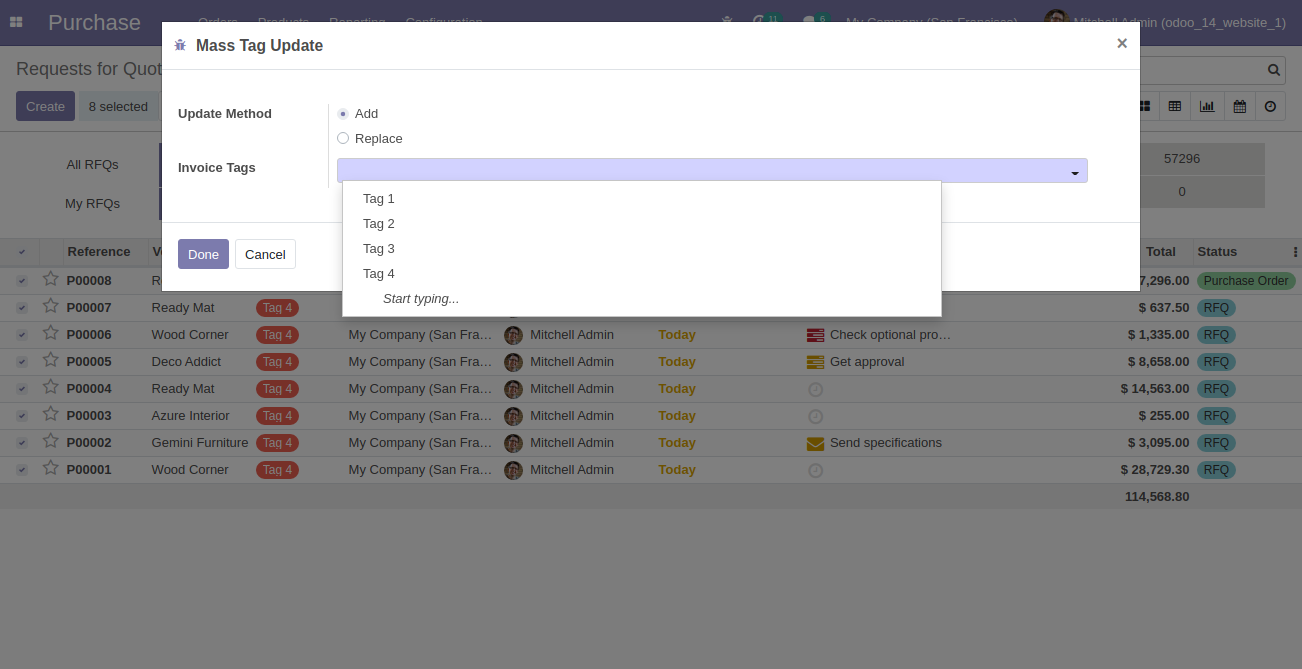 Purchase Orders Products Reporting Configuration 11 6 My Company (San Francisco) Mitchell Admin (odoo_14_website_1)
Mass Tag Update ×
Requests for Quot
Create 8 selected
Update Method Add
Replace
Invoice Tags
Tag 1
Tag 2
Tag 3
Tag 4
Start typing...
Done Cancel
All RFQs 57296
My RFQs 0
Reference Total Status
P00008 7,296.00 Purchase Order
P00007 Ready Mat Tag 4 $ 637.50 RFQ
P00006 Wood Corner Tag 4 My Company (San Fra... Mitchell Admin Today Check optional pro... $ 1,335.00 RFQ
P00005 Deco Addict Tag 4 My Company (San Fra... Mitchell Admin Today Get approval $ 8,658.00 RFQ
P00004 Ready Mat Tag 4 My Company (San Fra... Mitchell Admin Today $ 14,563.00 RFQ
P00003 Azure Interior Tag 4 My Company (San Fra... Mitchell Admin Today $ 255.00 RFQ
P00002 Gemini Furniture Tag 4 My Company (San Fra... Mitchell Admin Today Send specifications $ 3,095.00 RFQ
P00001 Wood Corner Tag 4 My Company (San Fra... Mitchell Admin Today $ 28,729.30 RFQ
114,568.80